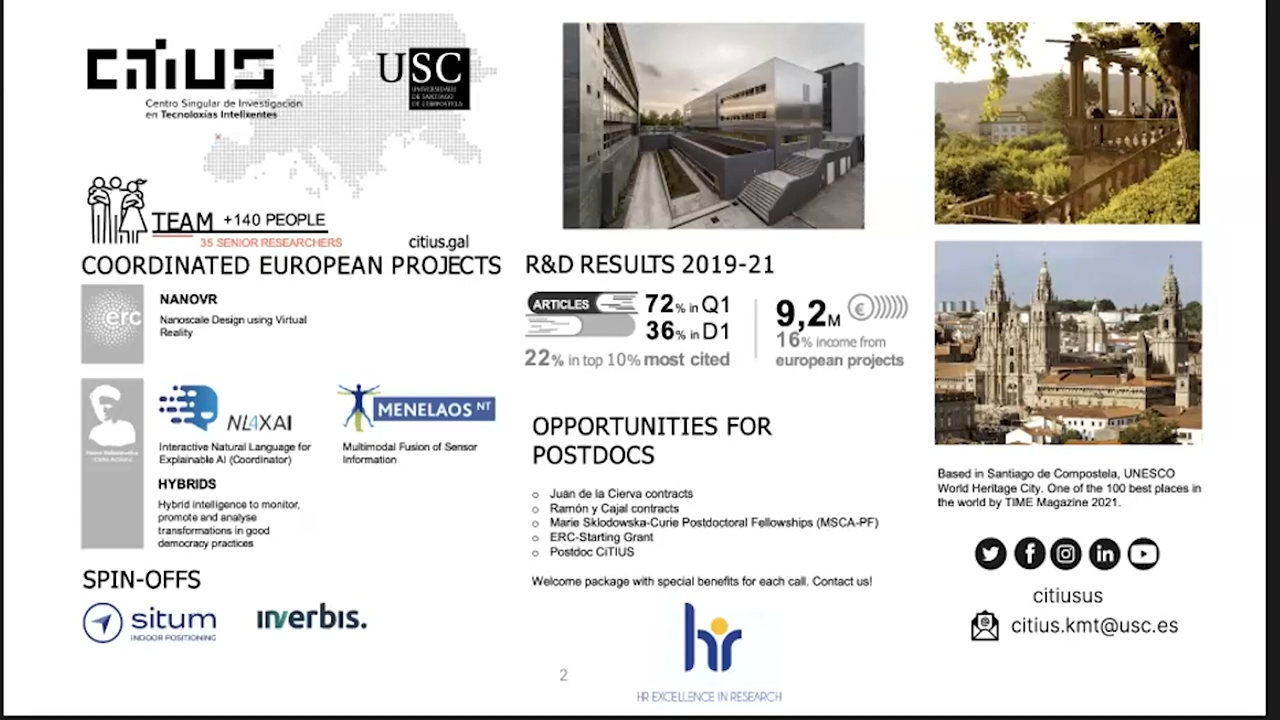 CiTIUS
Centro Singular de Investigación
en Tecnoloxías Intelixentes
USC
UNIVERSIDADE
DE SANTIAGO
DE COMPOSTELA
TEAM +140 PEOPLE
35 SENIOR RESEARCHERS
citius.gal
COORDINATED EUROPEAN PROJECTS
erc
NANOVR
Nanoscale Design using Virtual
Reality
NL4XAI
Interactive Natural Language for
Explainable AI (Coordinator)
MENELAOS NT
Multimodal Fusion of Sensor
Information
HYBRIDS
Hybrid intelligence to monitor,
promote and analyse
transformations in good
democracy practices
SPIN-OFFS
situm
INDOOR POSITIONING
inverbis.
R&D RESULTS 2019-21
ARTICLES
72% in Q1
36% in D1
22% in top 10% most cited
9,2M
€
16% income from
european projects
OPPORTUNITIES FOR
POSTDOCS
o Juan de la Cierva contracts
o Ramón y Cajal contracts
o Marie Sklodowska-Curie Postdoctoral Fellowships (MSCA-PF)
o ERC-Starting Grant
o Postdoc CiTIUS
Welcome package with special benefits for each call. Contact us!
hr
HR EXCELLENCE IN RESEARCH
2
Based in Santiago de Compostela, UNESCO
World Heritage City. One of the 100 best places in
the world by TIME Magazine 2021.
citiusus
citius.kmt@usc.es